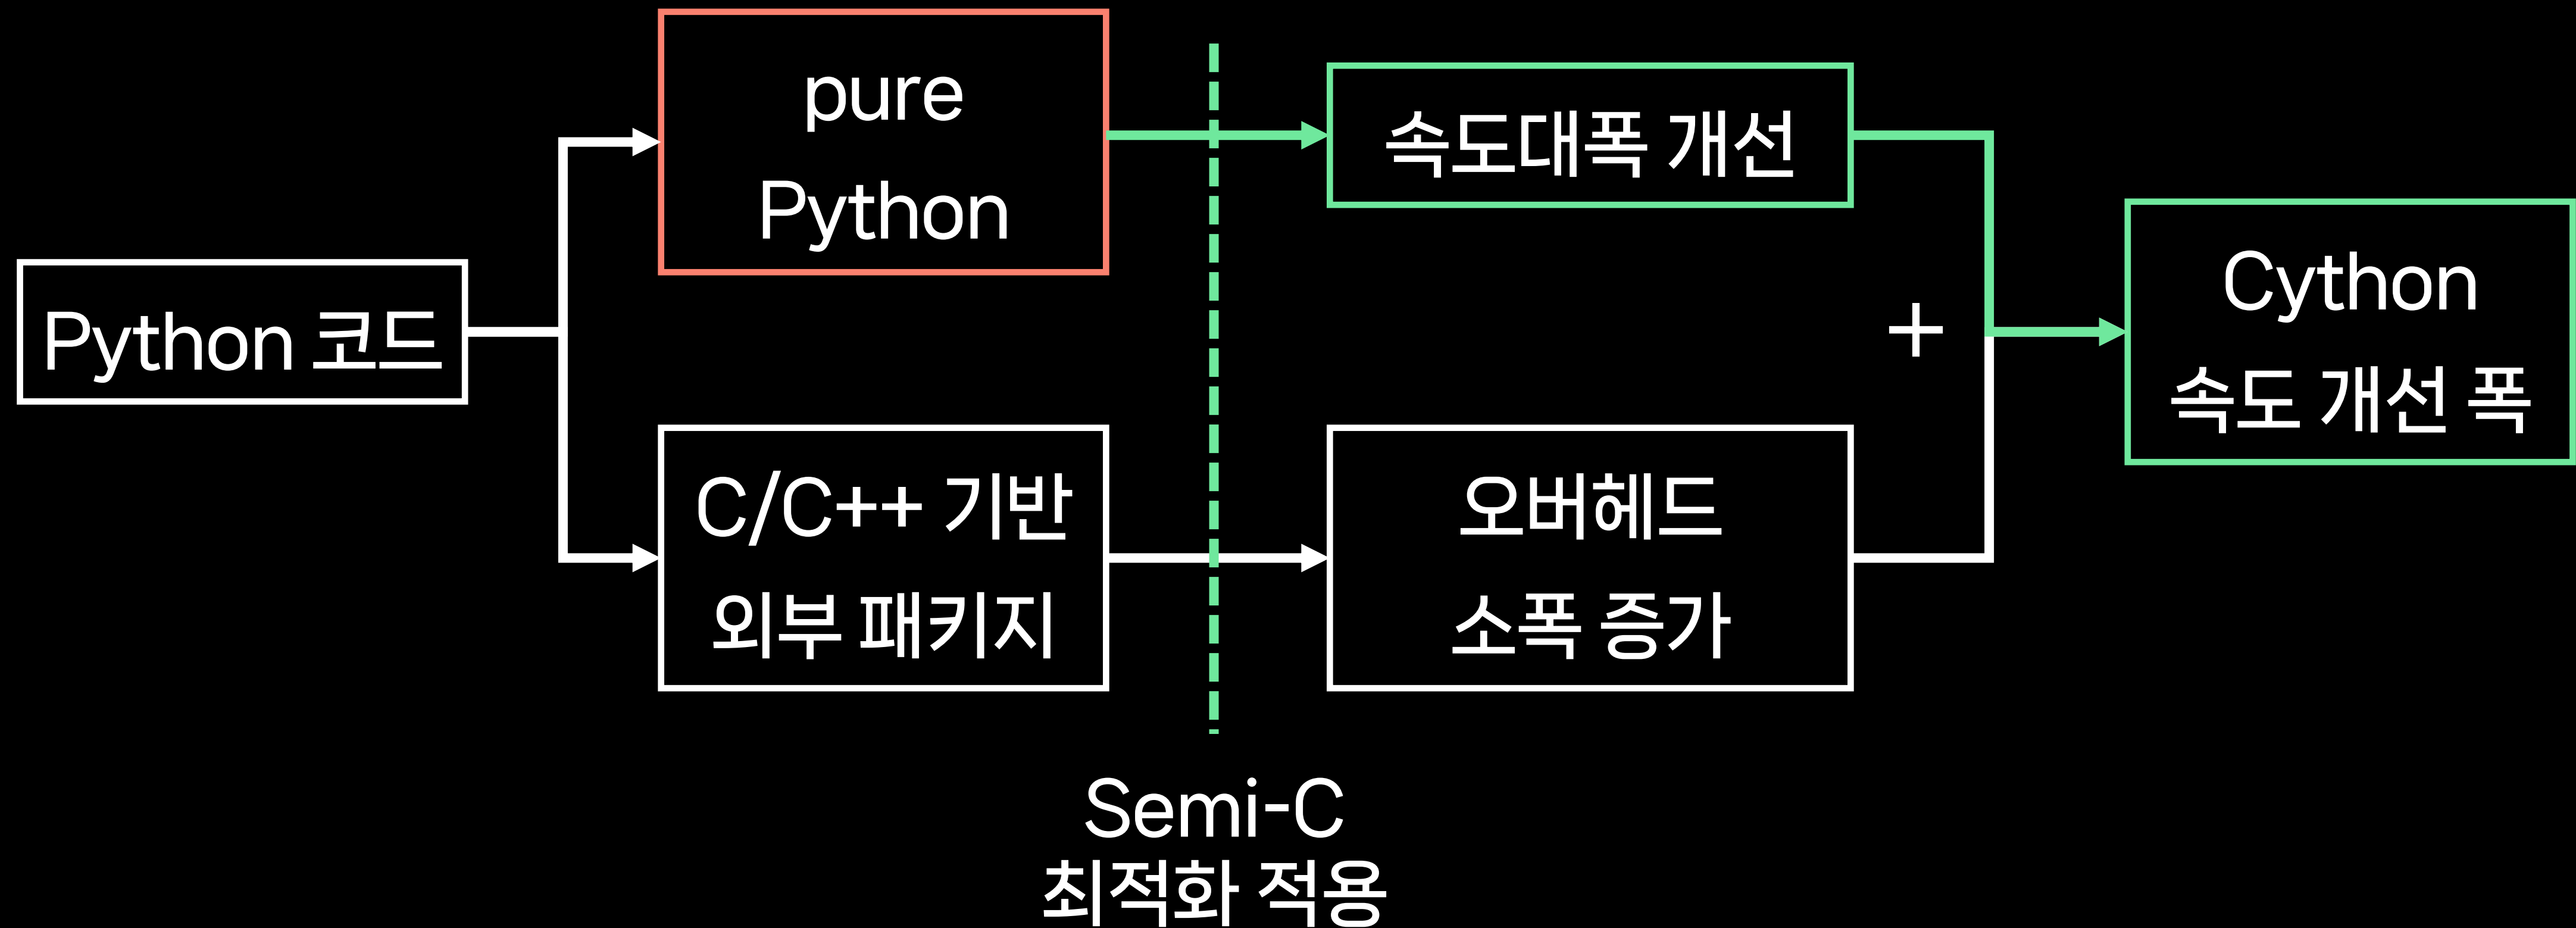 Python 코드
pure
Python
C/C++ 기반
외부 패키지
속도대폭 개선
오버헤드
소폭 증가
+
Cython
속도 개선 폭
Semi-C
최적화 적용